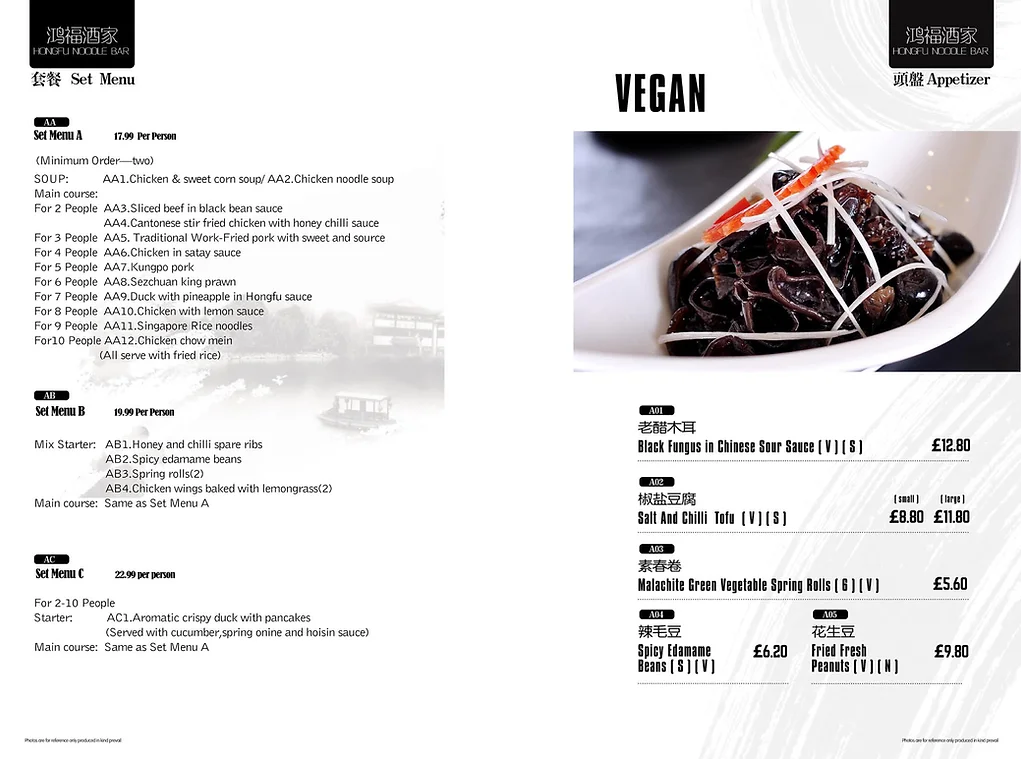 鸿福酒家
HONGFU NOODLE BAR
套餐 Set Menu
AA
Set Menu A 17.99 Per Person
(Minimum Order—two)
SOUP: AA1.Chicken & sweet corn soup/ AA2.Chicken noodle soup
Main course:
For 2 People AA3.Sliced beef in black bean sauce
AA4.Cantonese stir fried chicken with honey chilli sauce
For 3 People AA5. Traditional Work-Fried pork with sweet and source
For 4 People AA6.Chicken in satay sauce
For 5 People AA7.Kungpo pork
For 6 People AA8.Sezchuan king prawn
For 7 People AA9.Duck with pineapple in Hongfu sauce
For 8 People AA10.Chicken with lemon sauce
For 9 People AA11.Singapore Rice noodles
For10 People AA12.Chicken chow mein
(All serve with fried rice)
AB
Set Menu B 19.99 Per Person
Mix Starter: AB1.Honey and chilli spare ribs
AB2.Spicy edamame beans
AB3.Spring rolls(2)
AB4.Chicken wings baked with lemongrass(2)
Main course: Same as Set Menu A
AC
Set Menu C 22.99 per person
For 2-10 People
Starter: AC1.Aromatic crispy duck with pancakes
(Served with cucumber,spring onine and hoisin sauce)
Main course: Same as Set Menu A
Photos are for reference only produced in kind prevail
鸿福酒家
HONGFU NOODLE BAR
頭盤 Appetizer
VEGAN
A01
老醋木耳
Black Fungus in Chinese Sour Sauce ( V ) ( S ) £12.80
A02
椒盐豆腐 ( small ) ( large )
Salt And Chilli Tofu ( V ) ( S ) £8.80 £11.80
A03
素春卷
Malachite Green Vegetable Spring Rolls ( G ) ( V ) £5.60
A04
辣毛豆
Spicy Edamame £6.20
Beans ( S ) ( V )
A05
花生豆
Fried Fresh £9.80
Peanuts ( V ) ( N )
Photos are for reference only produced in kind prevail